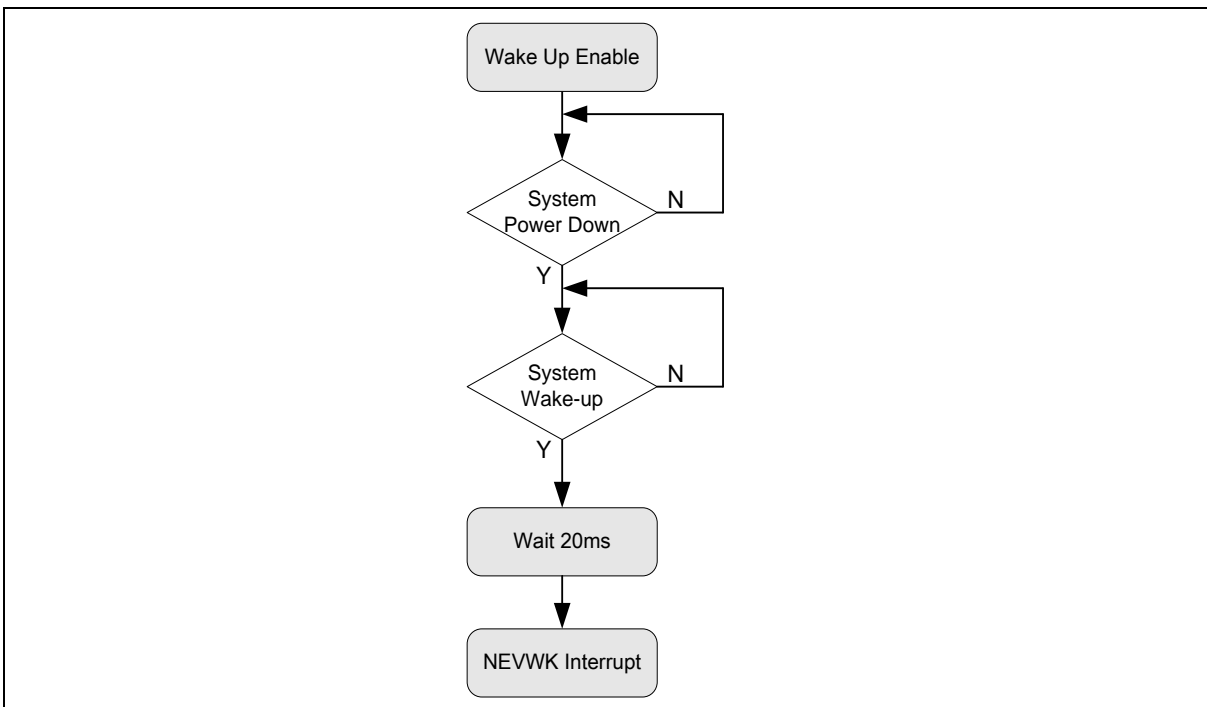 Wake Up Enable
System
Power Down
N
Y
System
Wake-up
N
Y
Wait 20ms
NEVWK Interrupt